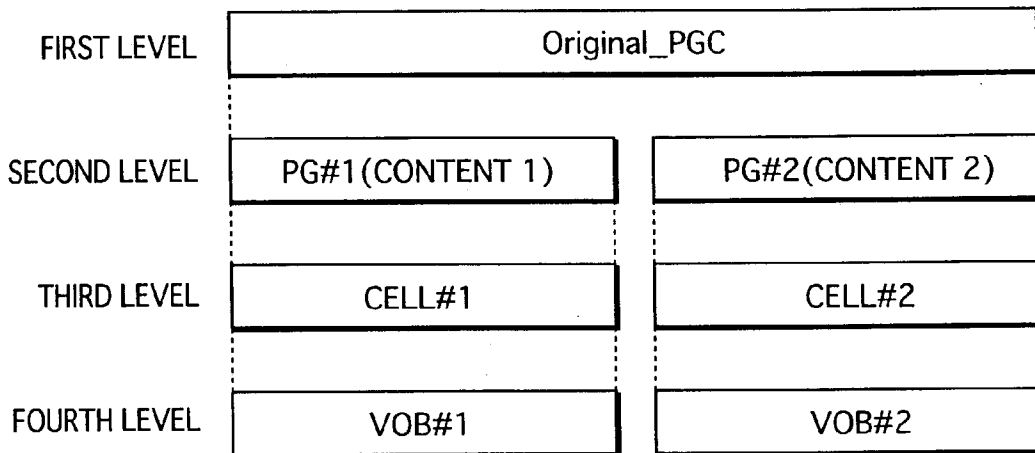 FIRST LEVEL Original_PGC
SECOND LEVEL PG#1(CONTENT 1) PG#2(CONTENT 2)
THIRD LEVEL CELL#1 CELL#2
FOURTH LEVEL VOB#1 VOB#2